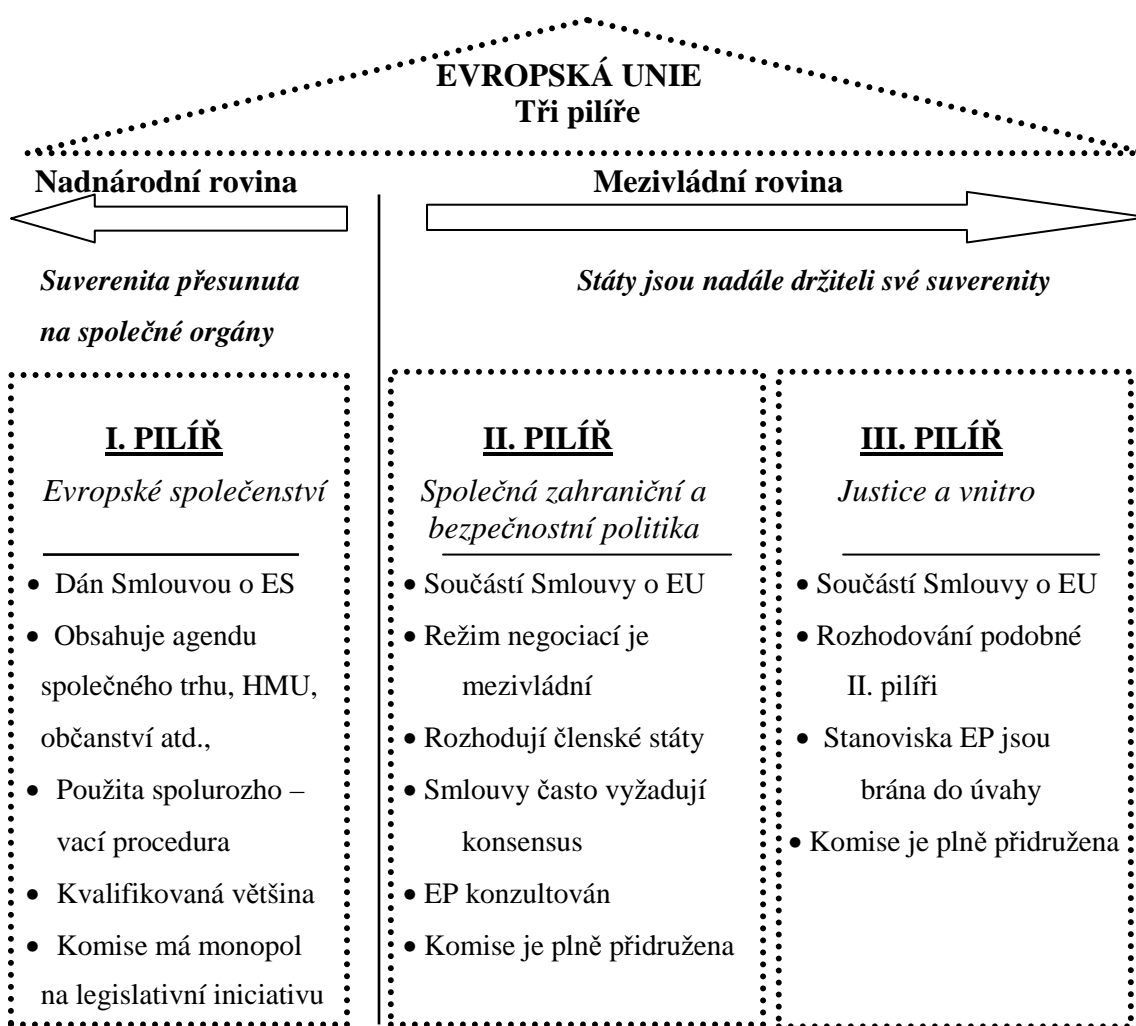 EVROPSKÁ UNIE
Tři pilíře
Nadnárodní rovina
Mezivládní rovina
Suverenita přesunuta
na společné orgány
Státy jsou nadále držiteli své suverenity
I. PILÍŘ
Evropské společenství
• Dán Smlouvou o ES
• Obsahuje agendu
společného trhu, HMU,
občanství atd.,
• Použita spolurozho –
vací procedura
• Kvalifikovaná většina
• Komise má monopol
na legislativní iniciativu
II. PILÍŘ
Společná zahraniční a
bezpečnostní politika
• Součástí Smlouvy o EU
• Režim negociací je
mezivládní
• Rozhodují členské státy
• Smlouvy často vyžadují
konsensus
• EP konzultován
• Komise je plně přidružena
III. PILÍŘ
Justice a vnitro
• Součástí Smlouvy o EU
• Rozhodování podobné
II. pilíři
• Stanoviska EP jsou
brána do úvahy
• Komise je plně přidružena